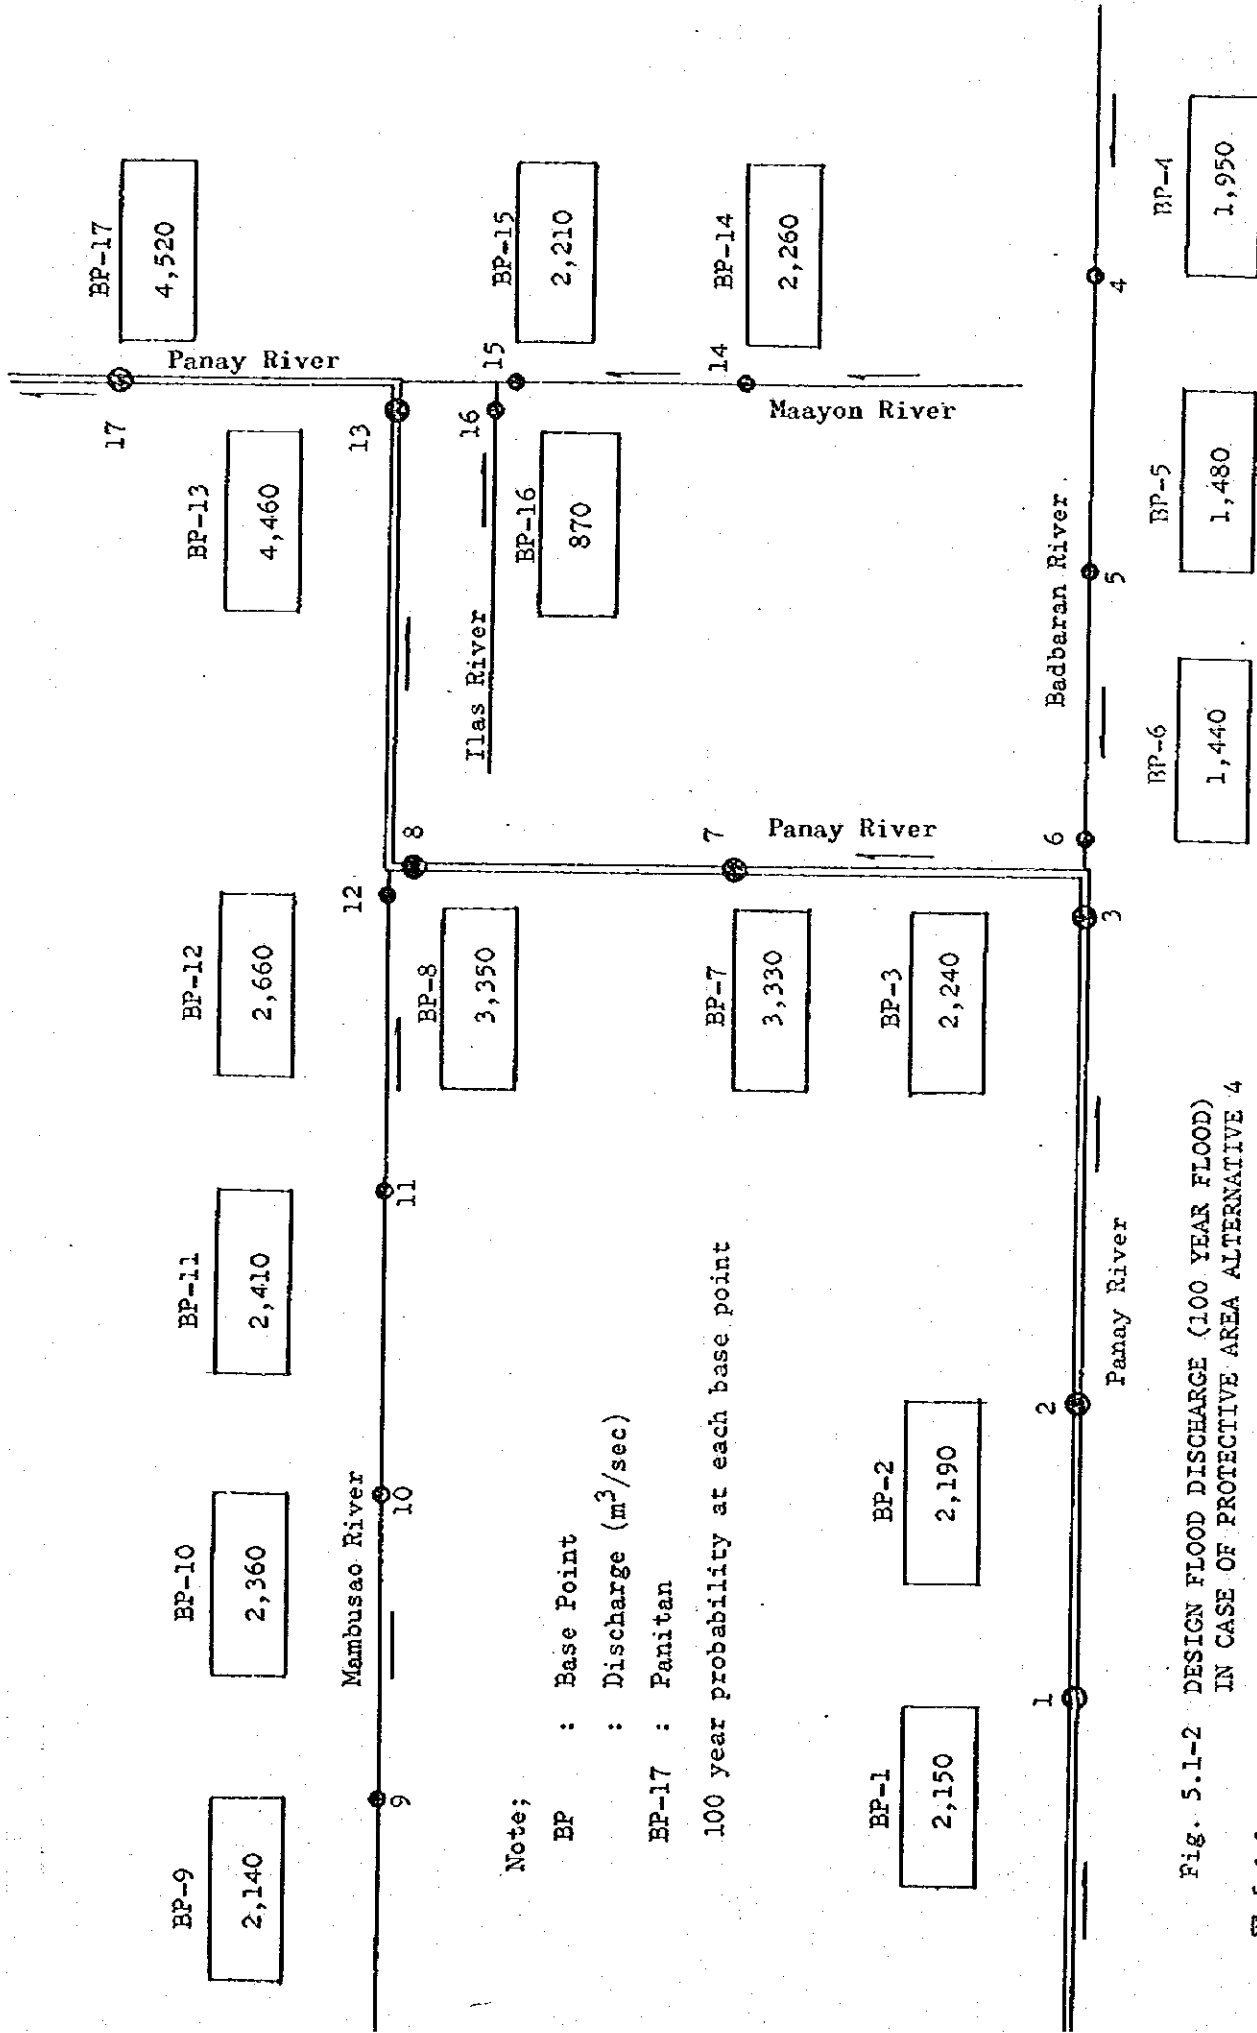 BP-9
2,140
BP-10
2,360
BP-11
2,410
BP-12
2,660
BP-13
4,460
BP-17
4,520
Mambusao River
9
10
11
12
8
13
17
Panay River
BP-8
3,350
Ilas River
16
15
BP-16
870
BP-15
2,210
BP-14
2,260
14
Maayon River
Note;
BP : Base Point
: Discharge (m³/sec)
BP-17 : Panitan
100 year probability at each base point
BP-7
3,330
7
Panay River
BP-3
2,240
BP-1
2,150
BP-2
2,190
1
2
3
6
5
4
Panay River
Badbaran River
BP-6
1,440
BP-5
1,480
BP-4
1,950
Fig. 5.1-2 DESIGN FLOOD DISCHARGE (100 YEAR FLOOD)
IN CASE OF PROTECTIVE AREA ALTERNATIVE 4